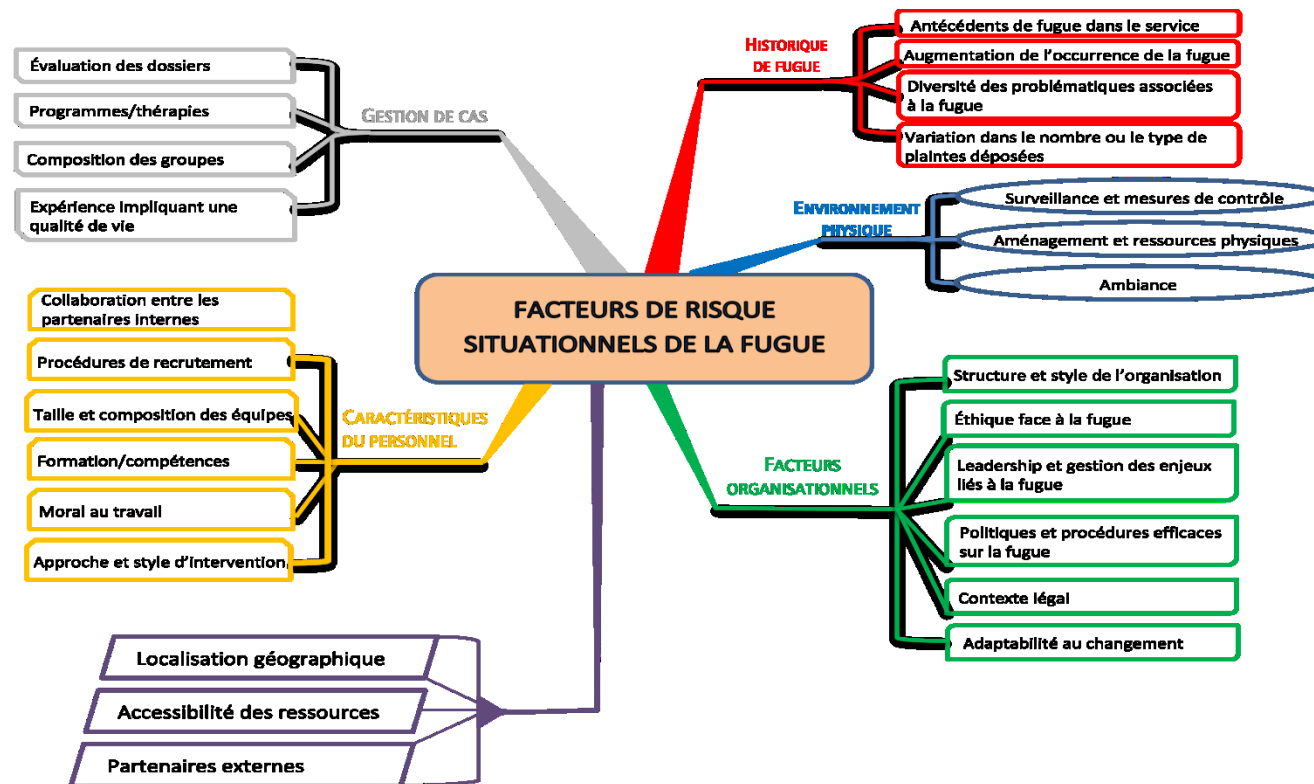 FACTEURS DE RISQUE
SITUATIONNELS DE LA FUGUE
GESTION DE CAS
Évaluation des dossiers
Programmes/thérapies
Composition des groupes
Expérience impliquant une
qualité de vie
HISTORIQUE
DE FUGUE
Antécédents de fugue dans le service
Augmentation de l'occurrence de la fugue
Diversité des problématiques associées
à la fugue
Variation dans le nombre ou le type de
plaintes déposées
ENVIRONNEMENT
PHYSIQUE
Surveillance et mesures de contrôle
Aménagement et ressources physiques
Ambiance
CARACTÉRISTIQUES
DU PERSONNEL
Collaboration entre les
partenaires internes
Procédures de recrutement
Taille et composition des équipes
Formation/compétences
Moral au travail
Approche et style d'intervention
FACTEURS
ORGANISATIONNELS
Structure et style de l'organisation
Éthique face à la fugue
Leadership et gestion des enjeux
liés à la fugue
Politiques et procédures efficaces
sur la fugue
Contexte légal
Adaptabilité au changement
Localisation géographique
Accessibilité des ressources
Partenaires externes